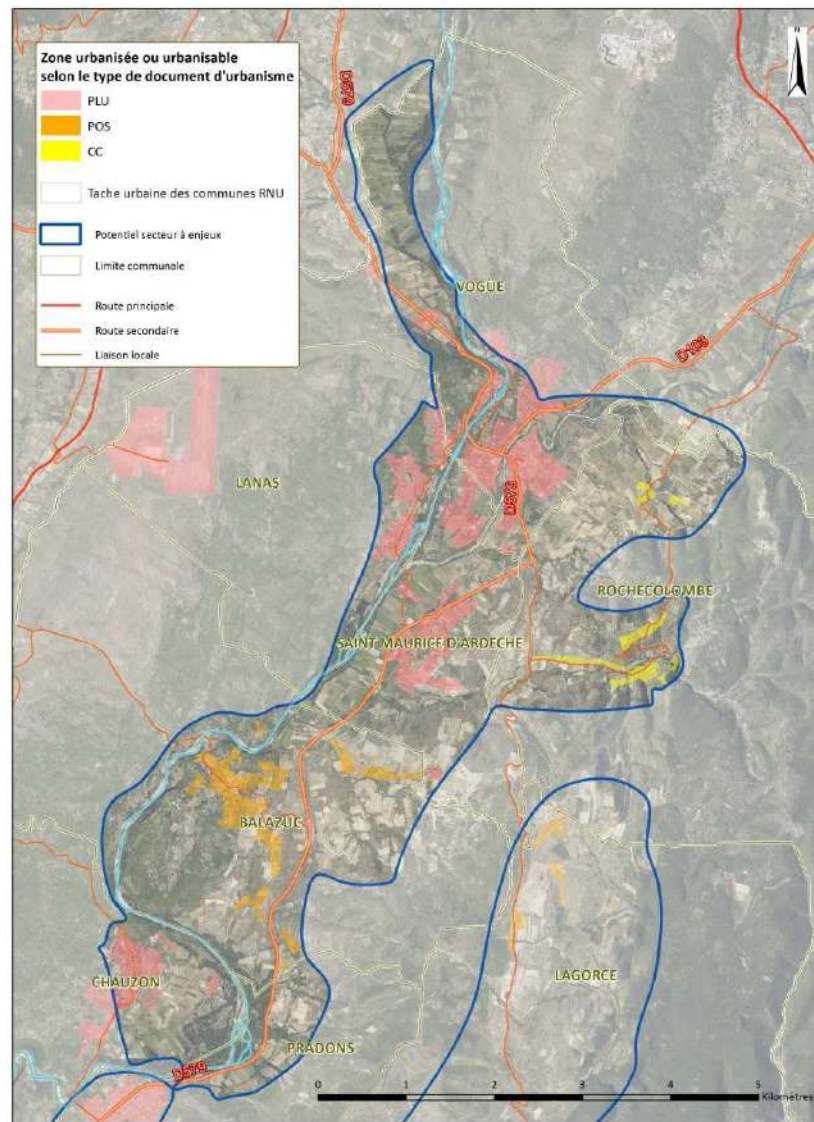 Zone urbanisée ou urbanisable
selon le type de document d'urbanisme
PLU
POS
CC
Tache urbaine des communes RNU
Potentiel secteur à enjeux
Limite communale
Route principale
Route secondaire
Liaison locale
N
D579
VOGÜE
D103
LANAS
D579
ROCHECOLOMBE
SAINT MAURICE D'ARDECHE
BALAZUC
CHAUZON
LAGORCE
PRADONS
D579
0 1 2 3 4 5
Kilomètres